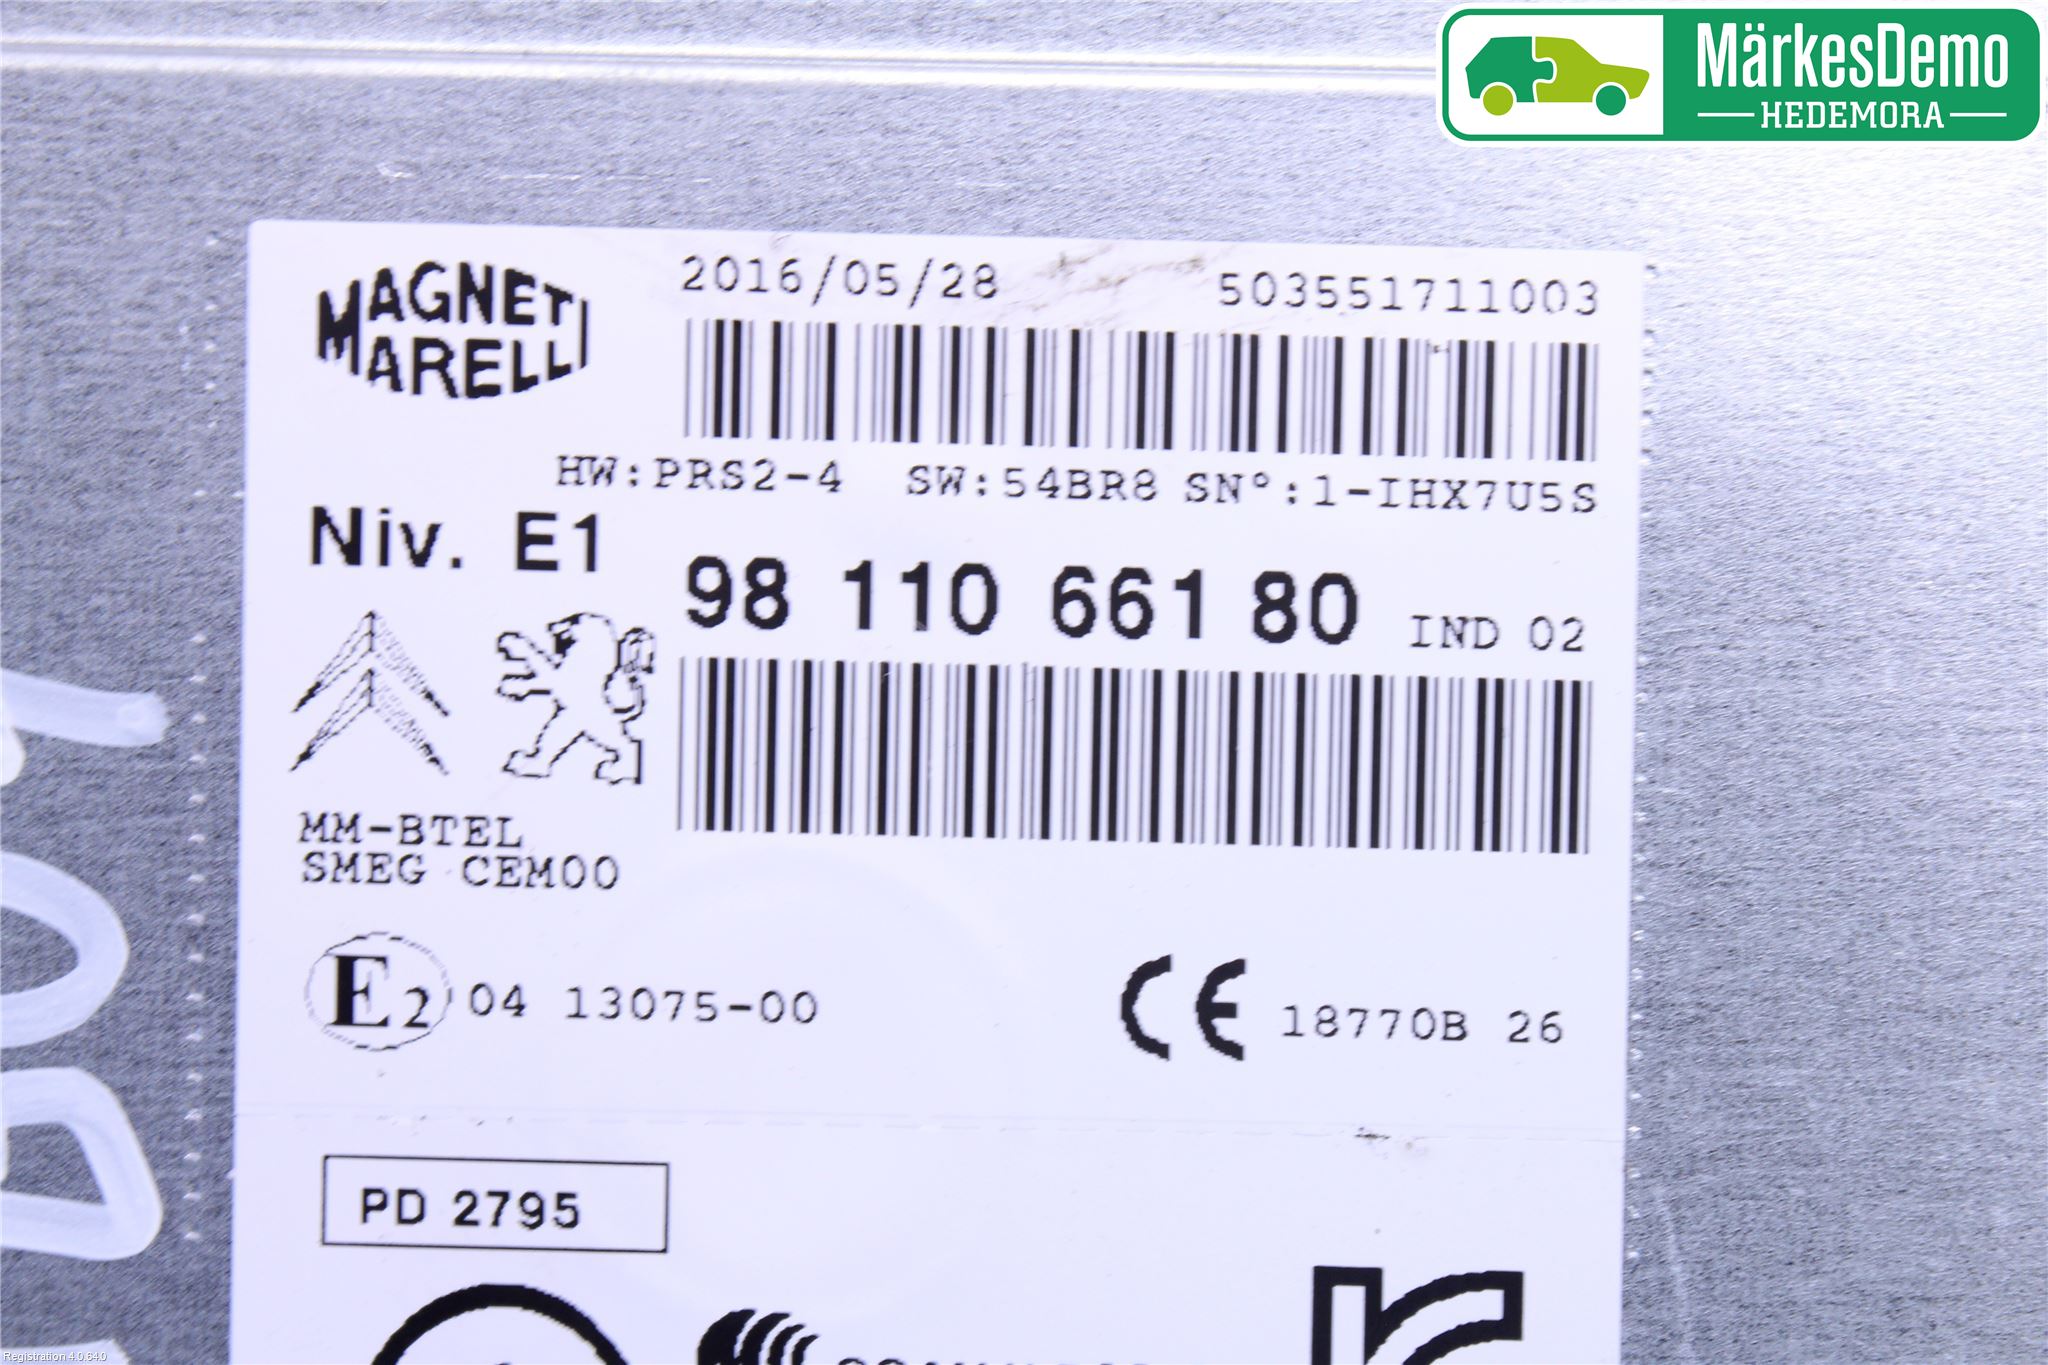 MärkesDemo
HEDEMORA
MAGNETI
MARELLI
2016/05/28 503551711003
HW:PRS2-4 SW:54BR8 SN°:1-IHX7U5S
Niv. E1
98 110 661 80 IND 02
MM-BTEL
SMEG CEM00
E2 04 13075-00
CE 18770B 26
PD 2795
Registration 4.0.64.0